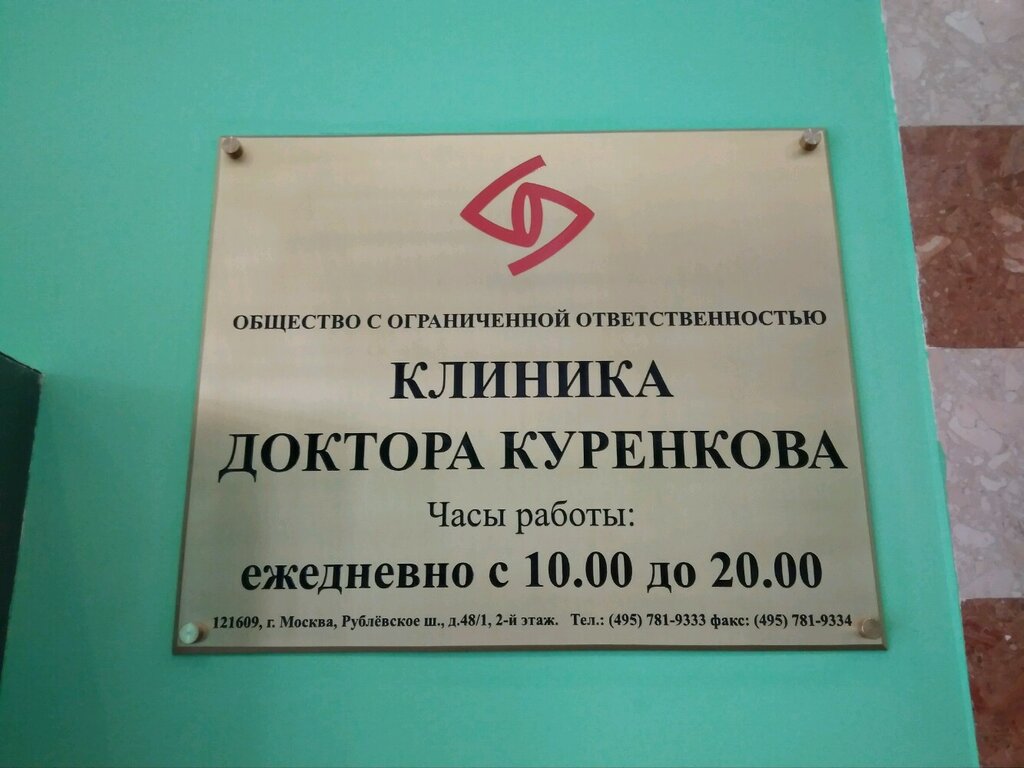 ОБЩЕСТВО С ОГРАНИЧЕННОЙ ОТВЕТСТВЕННОСТЬЮ
КЛИНИКА
ДОКТОРА КУРЕНКОВА
Часы работы:
ежедневно с 10.00 до 20.00
121609, г. Москва, Рублёвское ш., д.48/1, 2-й этаж. Тел.: (495) 781-9333 факс: (495) 781-9334